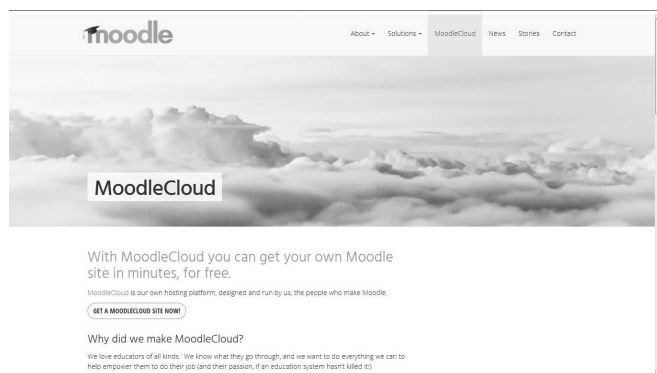 moodle
About Solutions MoodleCloud News Stories Contact
MoodleCloud
With MoodleCloud you can get your own Moodle
site in minutes, for free.
MoodleCloud is our own hosting platform, designed and run by us, the people who make Moodle.
GET A MOODLECLOUD SITE NOW!
Why did we make MoodleCloud?
We love educators of all kinds. We know what they go through, and we want to do everything we can to
help empower them to do their job (and their passion, if an education system hasn't killed it!)